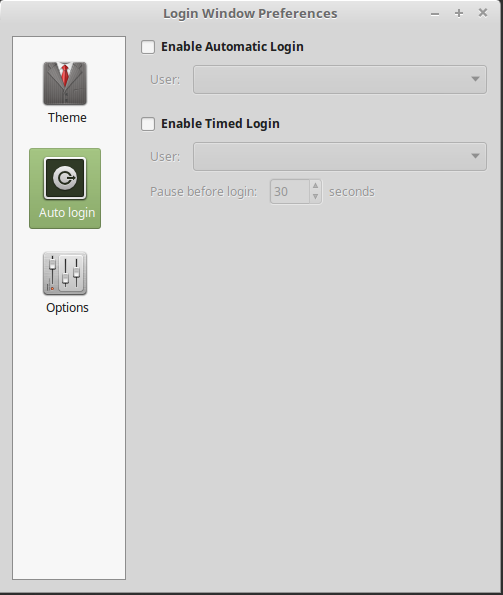 Login Window Preferences
Theme
Auto login
Options
Enable Automatic Login
User:
Enable Timed Login
User:
Pause before login: 30 seconds